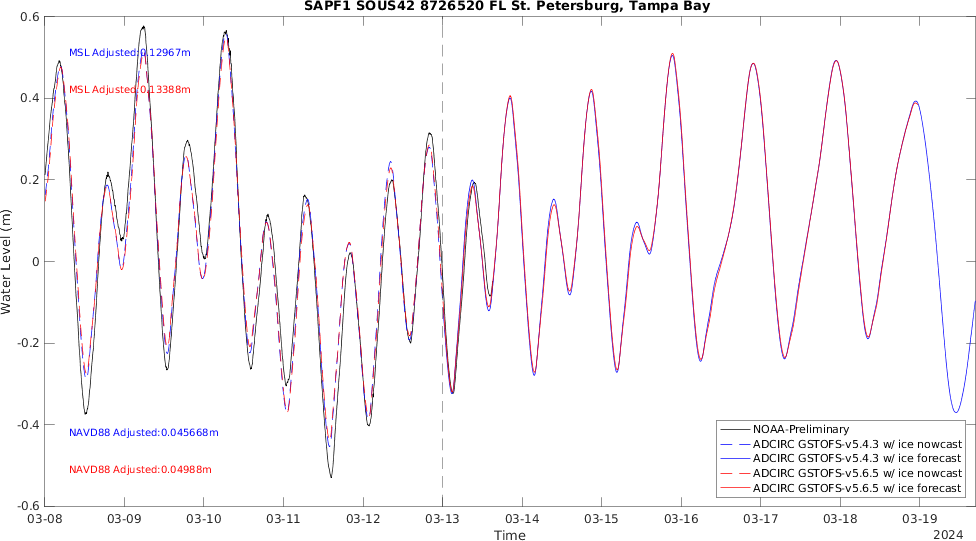 SAPF1 SOUS42 8726520 FL St. Petersburg, Tampa Bay
0.6
0.4
0.2
0
-0.2
-0.4
-0.6
Water Level (m)
MSL Adjusted:0.12967m
MSL Adjusted:0.13388m
NAVD88 Adjusted:0.045668m
NAVD88 Adjusted:0.04988m
NOAA-Preliminary
ADCIRC GSTOFS-v5.4.3 w/ ice nowcast
ADCIRC GSTOFS-v5.4.3 w/ ice forecast
ADCIRC GSTOFS-v5.6.5 w/ ice nowcast
ADCIRC GSTOFS-v5.6.5 w/ ice forecast
03-08 03-09 03-10 03-11 03-12 03-13 03-14 03-15 03-16 03-17 03-18 03-19
Time
2024